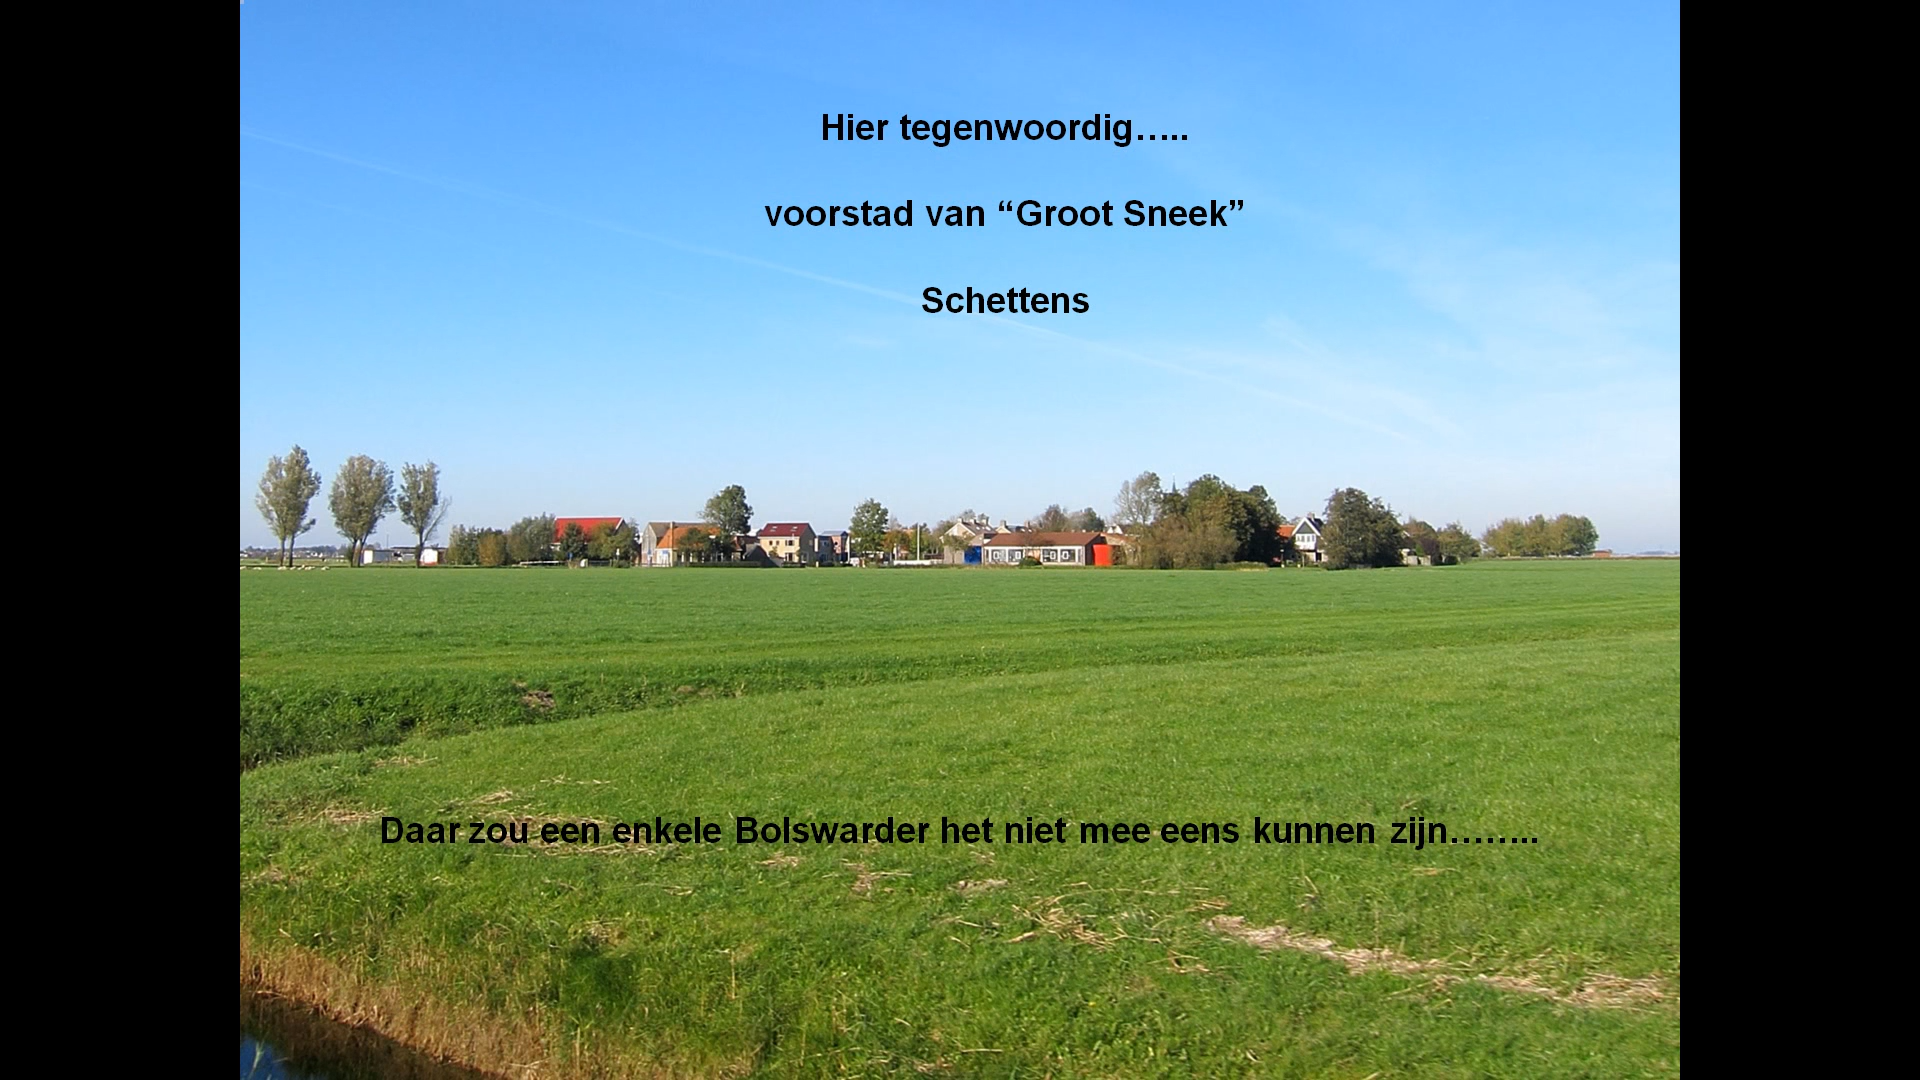 Hier tegenwoordig…..
voorstad van “Groot Sneek”
Schettens
Daar zou een enkele Bolswarder het niet mee eens kunnen zijn……..